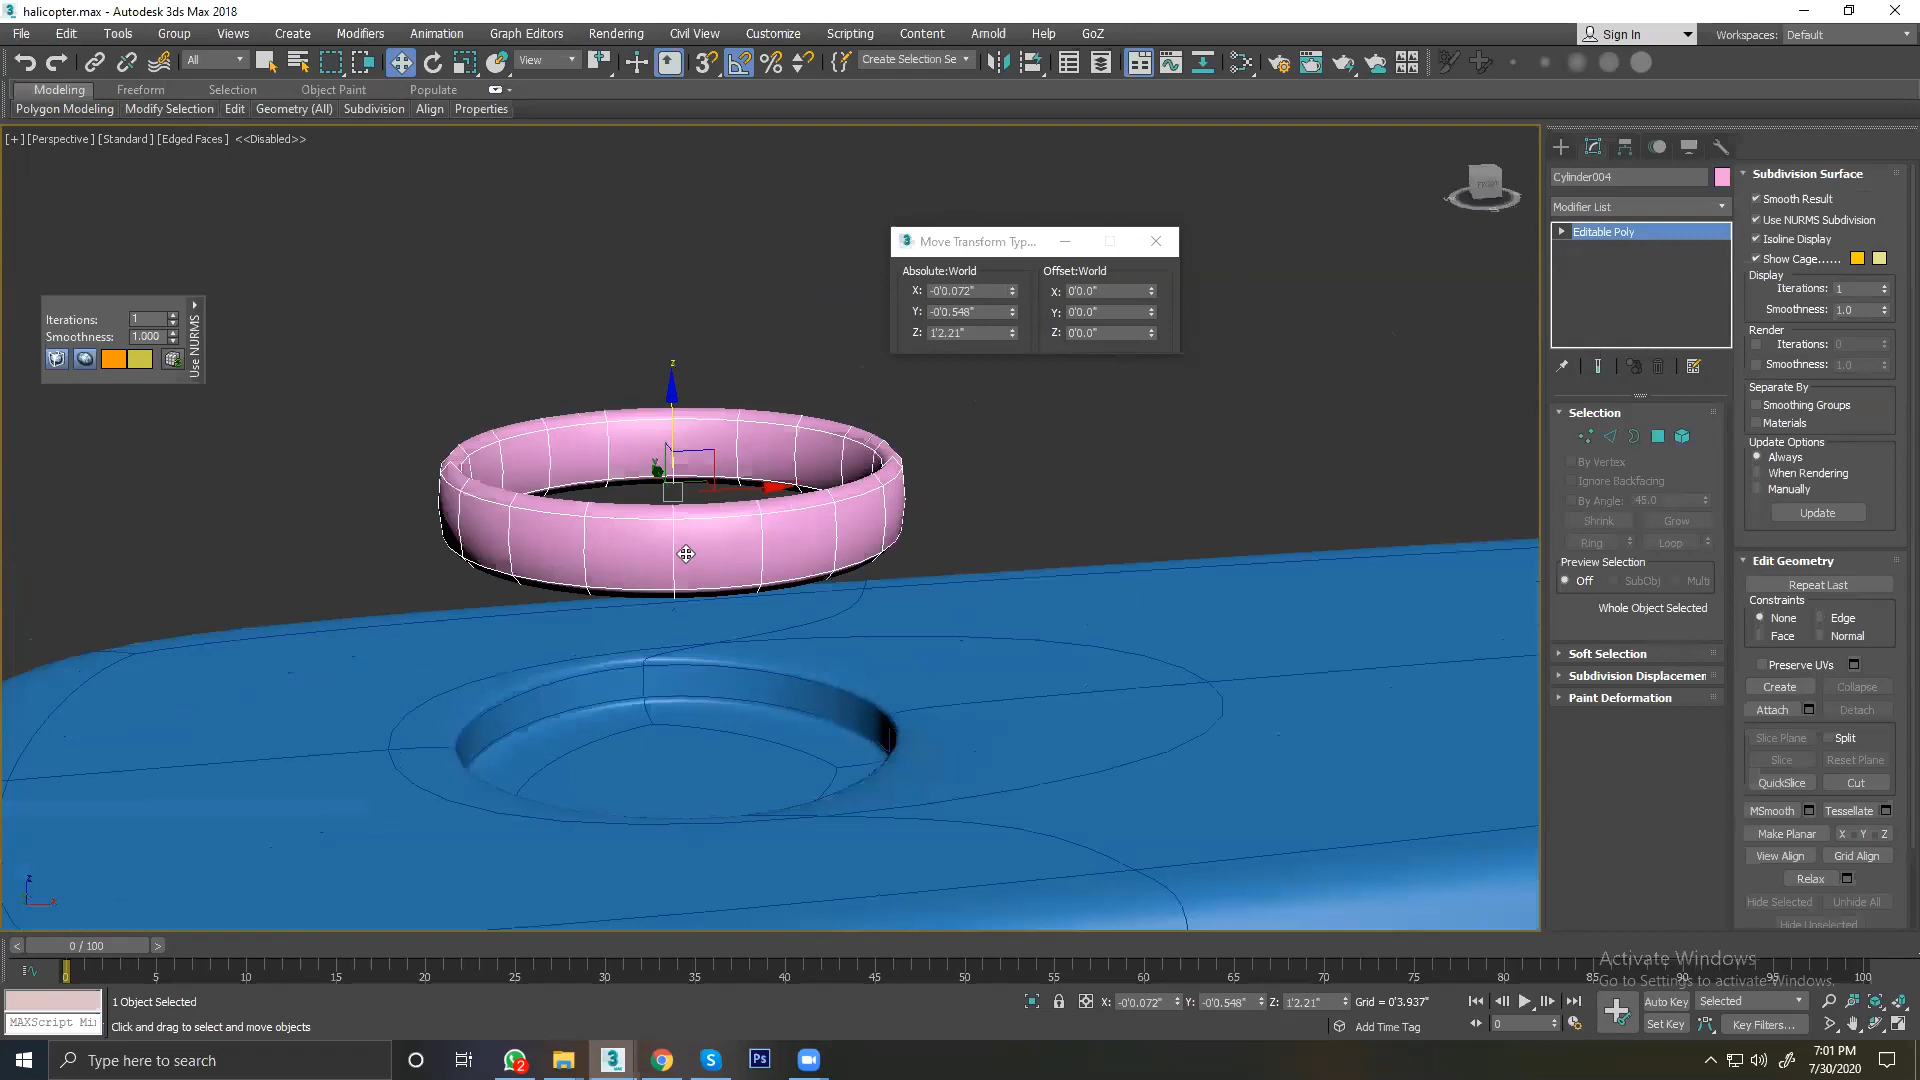 halicopter.max - Autodesk 3ds Max 2018
File Edit Tools Group Views Create Modifiers Animation Graph Editors Rendering Civil View Customize Scripting Content Arnold Help GoZ
Sign In Workspaces: Default
All View Create Selection Se
Modeling Freeform Selection Object Paint Populate
Polygon Modeling Modify Selection Edit Geometry (All) Subdivision Align Properties
[+] [Perspective] [Standard] [Edged Faces] <<Disabled>>
Iterations: 1
Smoothness: 1.000
Use NURMS
Move Transform Typ...
Absolute:World Offset:World
X: -0'0.072" X: 0'0.0"
Y: -0'0.548" Y: 0'0.0"
Z: 1'2.21" Z: 0'0.0"
z
FRONT
Cylinder004
Modifier List
Editable Poly
Selection
By Vertex
Ignore Backfacing
By Angle: 45.0
Shrink Grow
Ring Loop
Preview Selection
Off SubObj Multi
Whole Object Selected
Soft Selection
Subdivision Displacemen
Paint Deformation
Subdivision Surface
Smooth Result
Use NURMS Subdivision
Isoline Display
Show Cage......
Display
Iterations: 1
Smoothness: 1.0
Render
Iterations: 0
Smoothness: 1.0
Separate By
Smoothing Groups
Materials
Update Options
Always
When Rendering
Manually
Update
Edit Geometry
Repeat Last
Constraints
None Edge
Face Normal
Preserve UVs
Create Collapse
Attach Detach
Slice Plane Split
Slice Reset Plane
QuickSlice Cut
MSmooth Tessellate
Make Planar X Y Z
View Align Grid Align
Relax
Hide Selected Unhide All
Hide Unselected
Activate Windows
Go to Settings to activate Windows.
< 0 / 100 >
0 5 10 15 20 25 30 35 40 45 50 55 60 65 70 75 80 85 90 95 100
1 Object Selected X: -0'0.072" Y: -0'0.548" Z: 1'2.21" Grid = 0'3.937" Auto Key Selected
MAXScript Mi Click and drag to select and move objects Add Time Tag 0 Set Key Key Filters...
Type here to search 2 3 MAX Ps 7:01 PM
7/30/2020